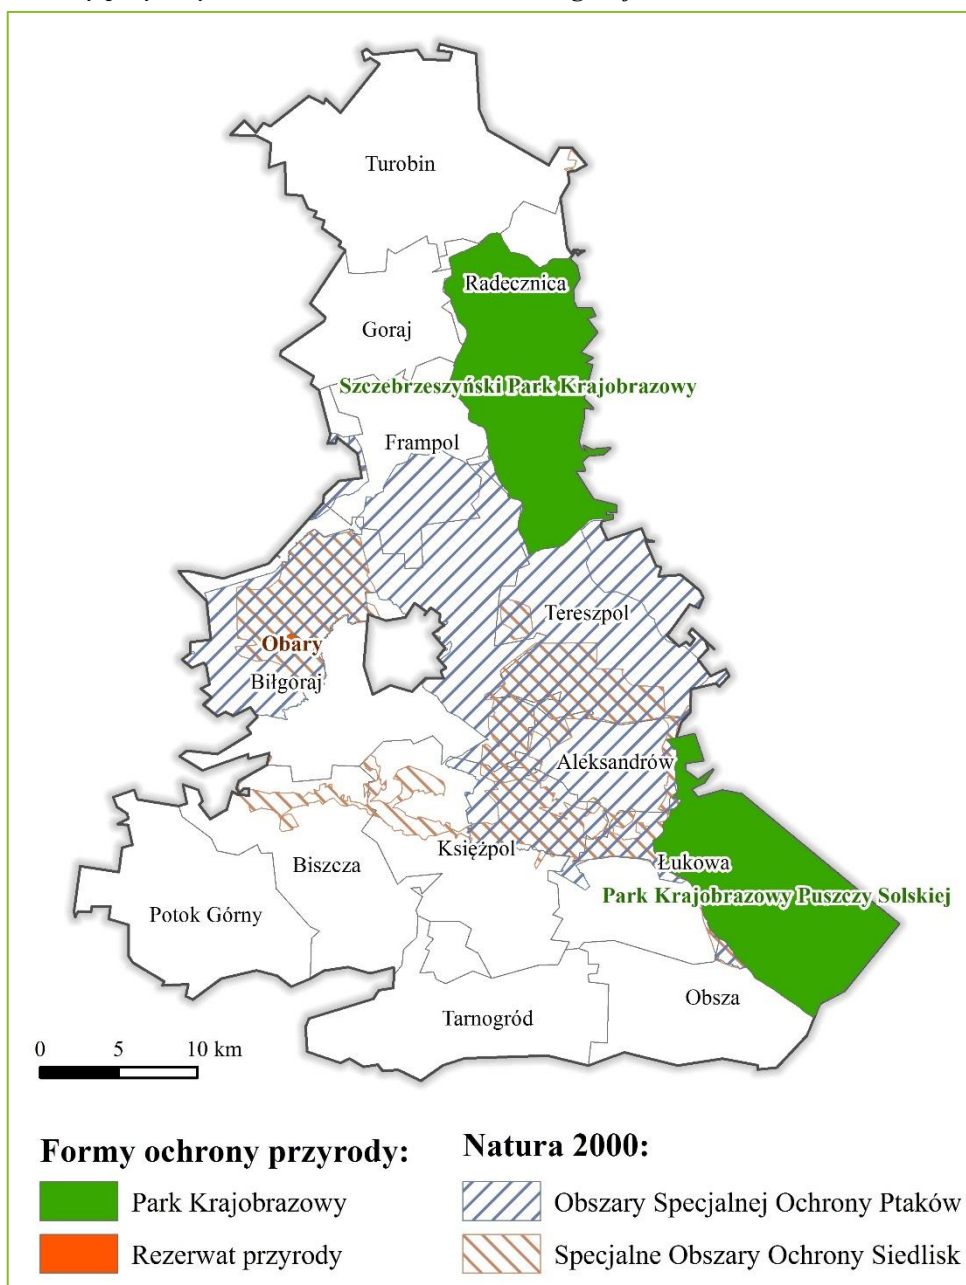 Turobin
Radecznica
Goraj
Szczebrzeszyński Park Krajobrazowy
Frampol
Tereszpol
Obary
Biłgoraj
Aleksandrów
Księżpol
Łukowa
Biszcza
Park Krajobrazowy Puszczy Solskiej
Potok Górny
Obsza
Tarnogród
0 5 10 km
Formy ochrony przyrody:
Park Krajobrazowy
Rezerwat przyrody
Natura 2000:
Obszary Specjalnej Ochrony Ptaków
Specjalne Obszary Ochrony Siedlisk